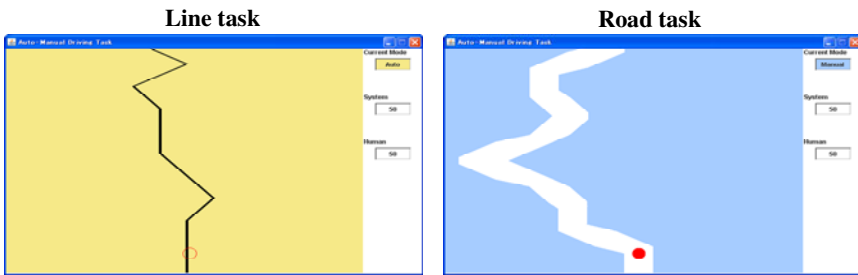 Line task
Auto-Manual Driving Task
Current Mode
Auto
System:
50
Human:
50
Road task
Auto-Manual Driving Task
Current Mode
Manual
System:
50
Human:
50